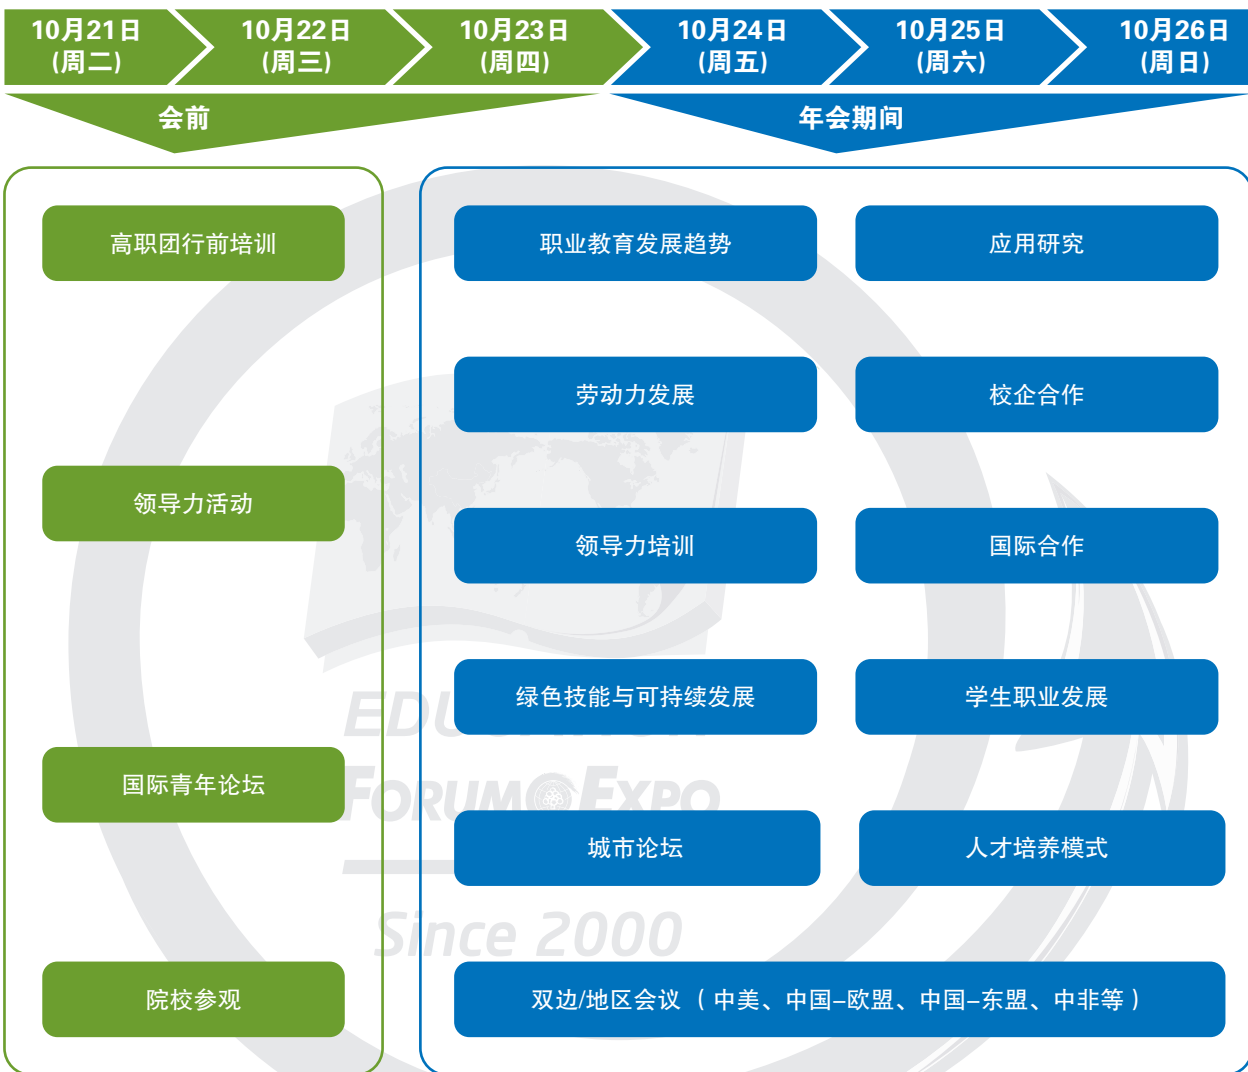 10月21日
(周二)
10月22日
(周三)
10月23日
(周四)
10月24日
(周五)
10月25日
(周六)
10月26日
(周日)
会前
年会期间
高职团行前培训
领导力活动
国际青年论坛
院校参观
职业教育发展趋势
应用研究
劳动力发展
校企合作
领导力培训
国际合作
绿色技能与可持续发展
学生职业发展
城市论坛
人才培养模式
双边/地区会议（中美、中国–欧盟、中国–东盟、中非等）
FORUM EXPO
Since 2000